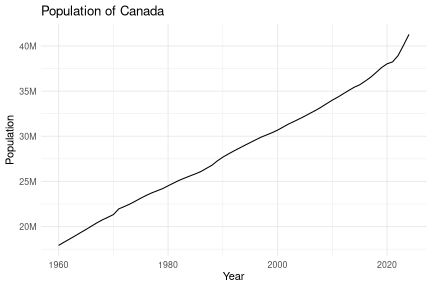 Population of Canada
40M
35M
30M
25M
20M
Population
1960
1980
2000
2020
Year